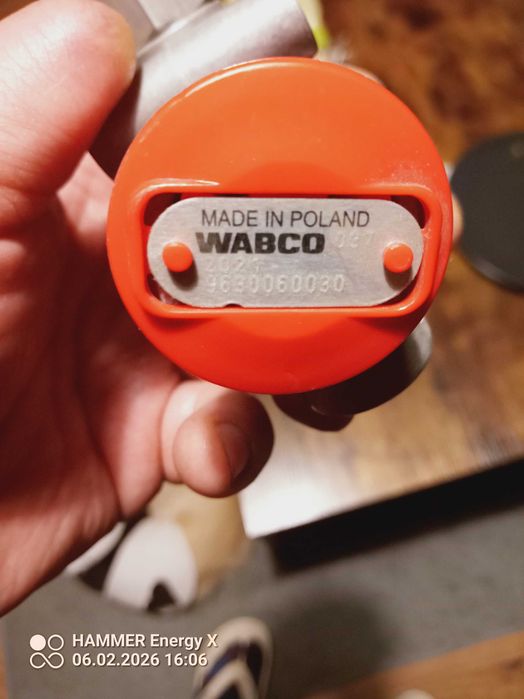 MADE IN POLAND
WABCO
9630060030
HAMMER Energy X
06.02.2026 16:06